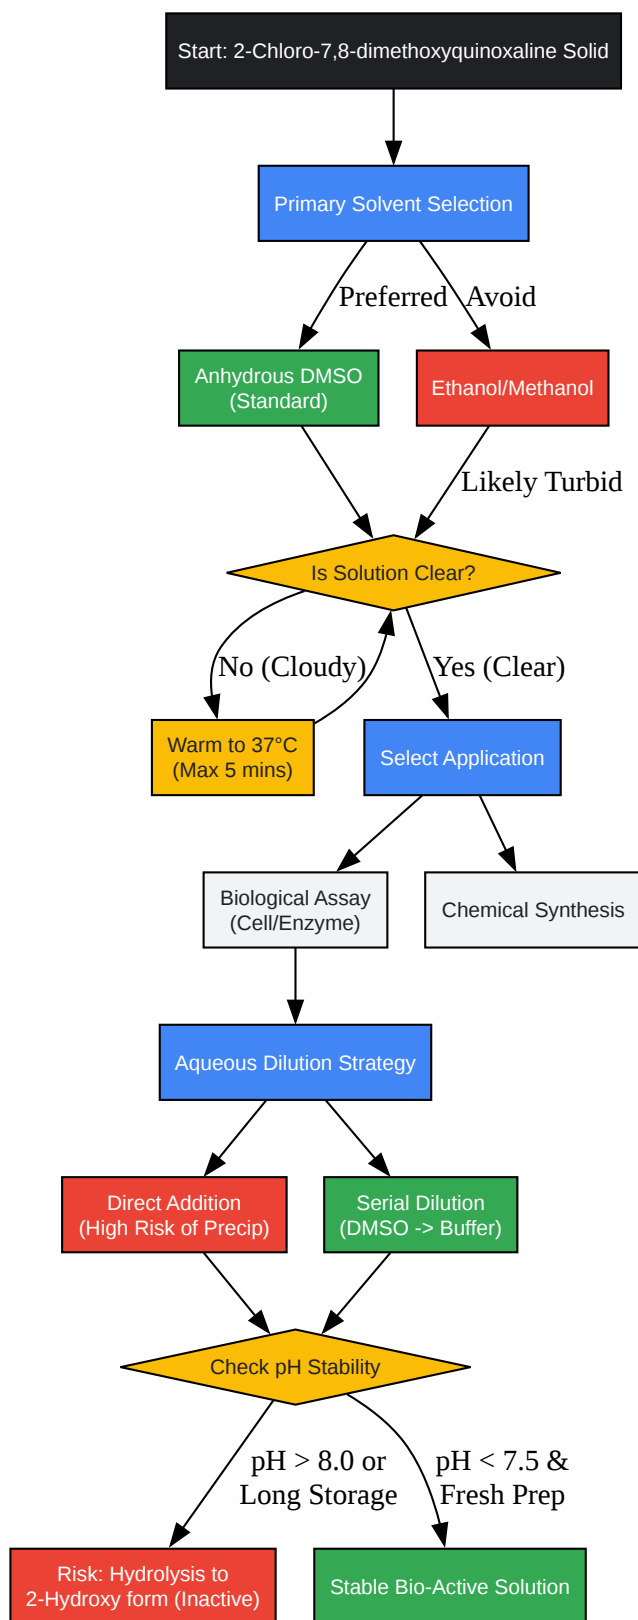 Start: 2-Chloro-7,8-dimethoxyquinoxaline Solid
Primary Solvent Selection
Preferred
Avoid
Anhydrous DMSO
(Standard)
Ethanol/Methanol
Likely Turbid
Is Solution Clear?
No (Cloudy)
Yes (Clear)
Warm to 37°C
(Max 5 mins)
Select Application
Biological Assay
(Cell/Enzyme)
Chemical Synthesis
Aqueous Dilution Strategy
Direct Addition
(High Risk of Precip)
Serial Dilution
(DMSO -> Buffer)
Check pH Stability
pH > 8.0 or
Long Storage
pH < 7.5 &
Fresh Prep
Risk: Hydrolysis to
2-Hydroxy form (Inactive)
Stable Bio-Active Solution